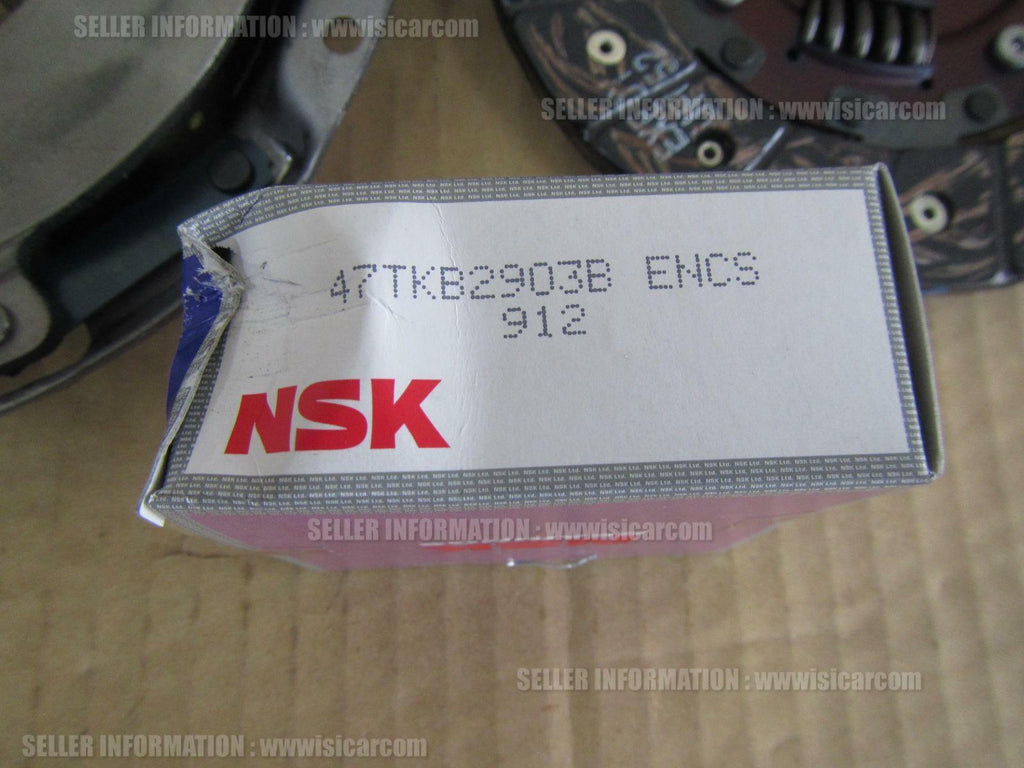 SELLER INFORMATION : wwwisicarcom
SELLER INFORMATION : wwwisicarcom
47TKB2903B ENCS
912
NSK
SELLER INFORMATION : wwwisicarcom
SELLER INFORMATION : wwwisicarcom
SELLER INFORMATION : wwwisicarcom